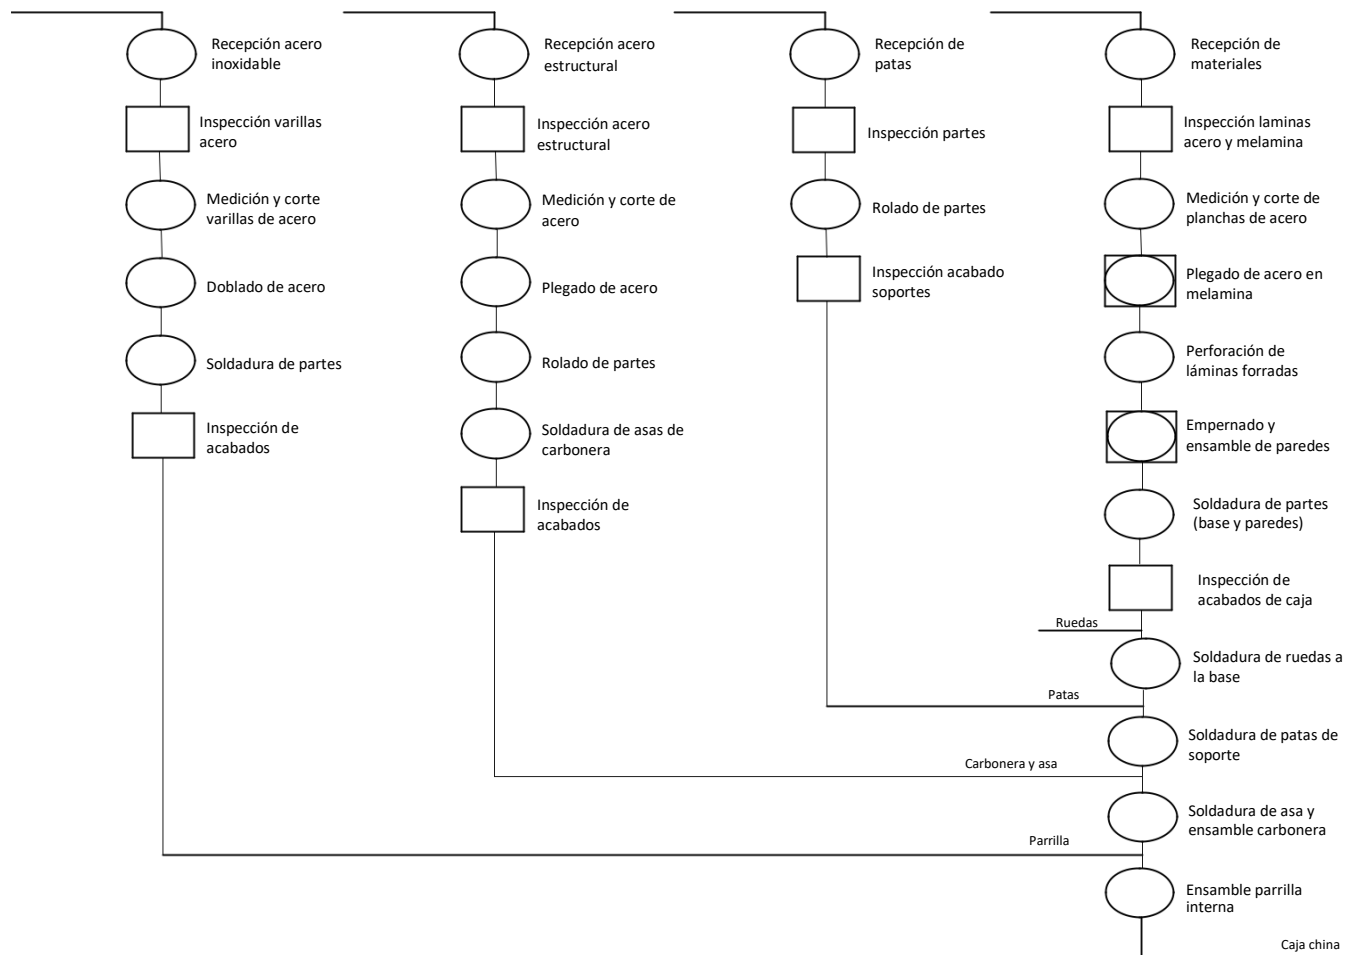 Recepción acero
inoxidable
Inspección varillas
acero
Medición y corte
varillas de acero
Doblado de acero
Soldadura de partes
Inspección de
acabados
Recepción acero
estructural
Inspección acero
estructural
Medición y corte de
acero
Plegado de acero
Rolado de partes
Soldadura de asas de
carbonera
Inspección de
acabados
Recepción de
patas
Inspección partes
Rolado de partes
Inspección acabado
soportes
Recepción de
materiales
Inspección laminas
acero y melamina
Medición y corte de
planchas de acero
Plegado de acero en
melamina
Perforación de
láminas forradas
Empernado y
ensamble de paredes
Soldadura de partes
(base y paredes)
Inspección de
acabados de caja
Ruedas
Soldadura de ruedas a
la base
Patas
Soldadura de patas de
soporte
Carbonera y asa
Soldadura de asa y
ensamble carbonera
Parrilla
Ensamble parrilla
interna
Caja china